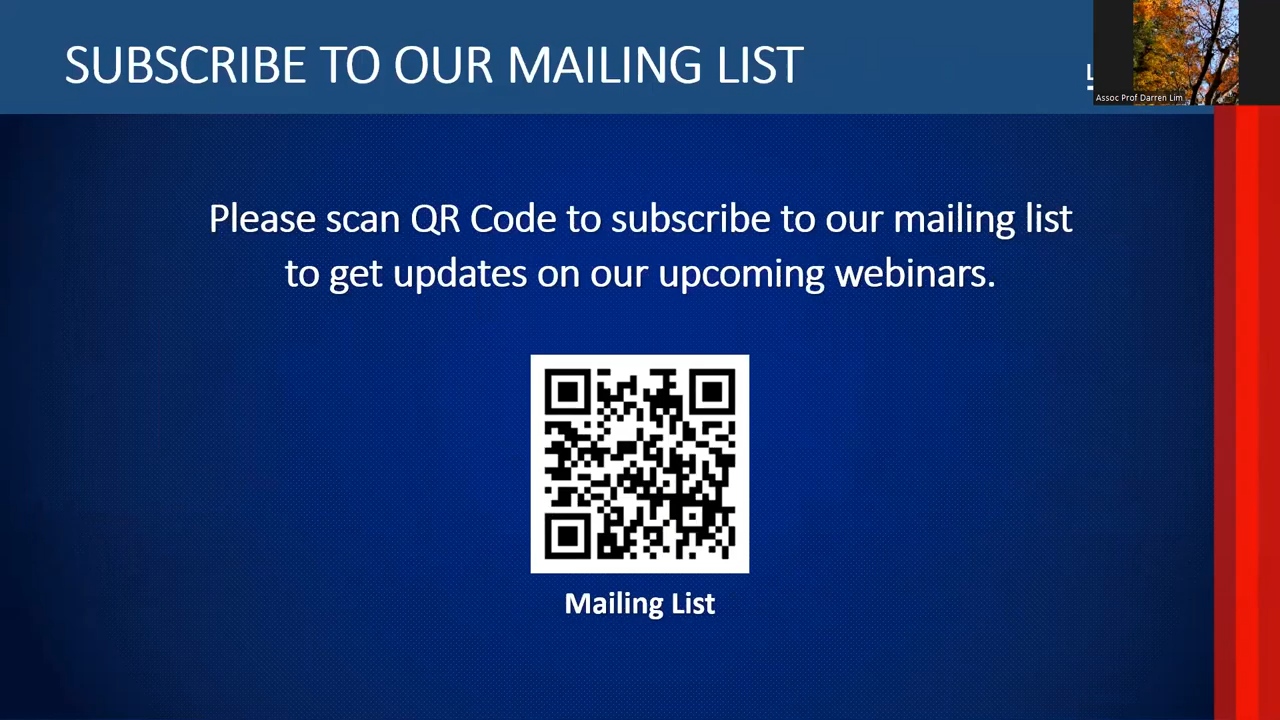 SUBSCRIBE TO OUR MAILING LIST
Assoc Prof Darren Lim
Please scan QR Code to subscribe to our mailing list
to get updates on our upcoming webinars.
Mailing List